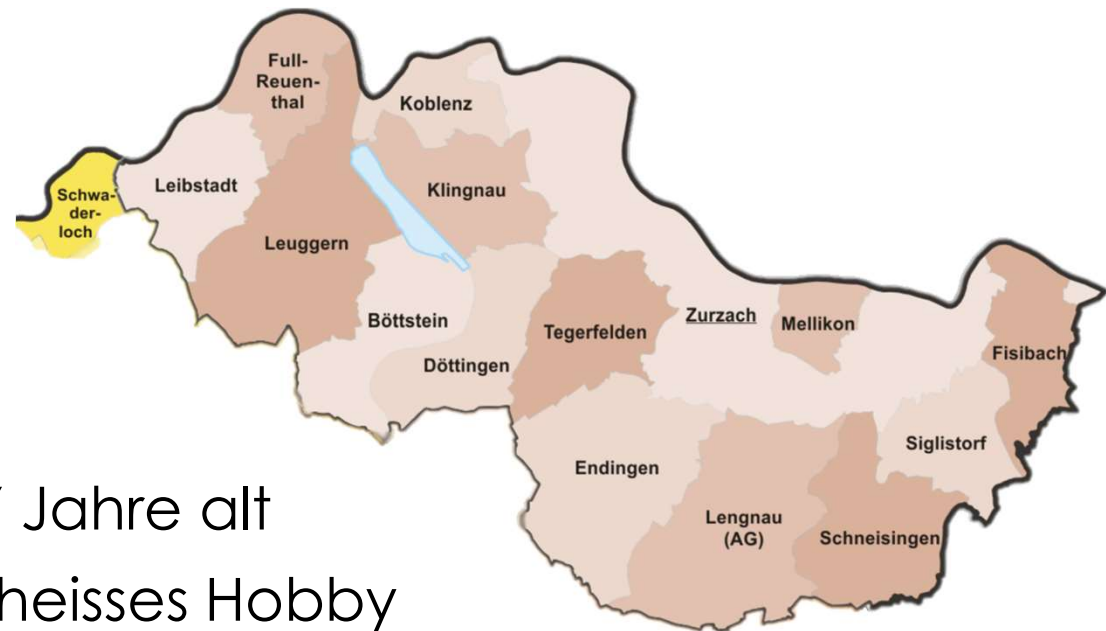 Full-
Reuen-
thal
Koblenz
Schwa-
der-
loch
Leibstadt
Klingnau
Leuggern
Böttstein
Tegerfelden
Zurzach
Mellikon
Fisibach
Döttingen
Siglistorf
Endingen
Lengnau
(AG)
Schneisingen
Jahre alt
heisses Hobby